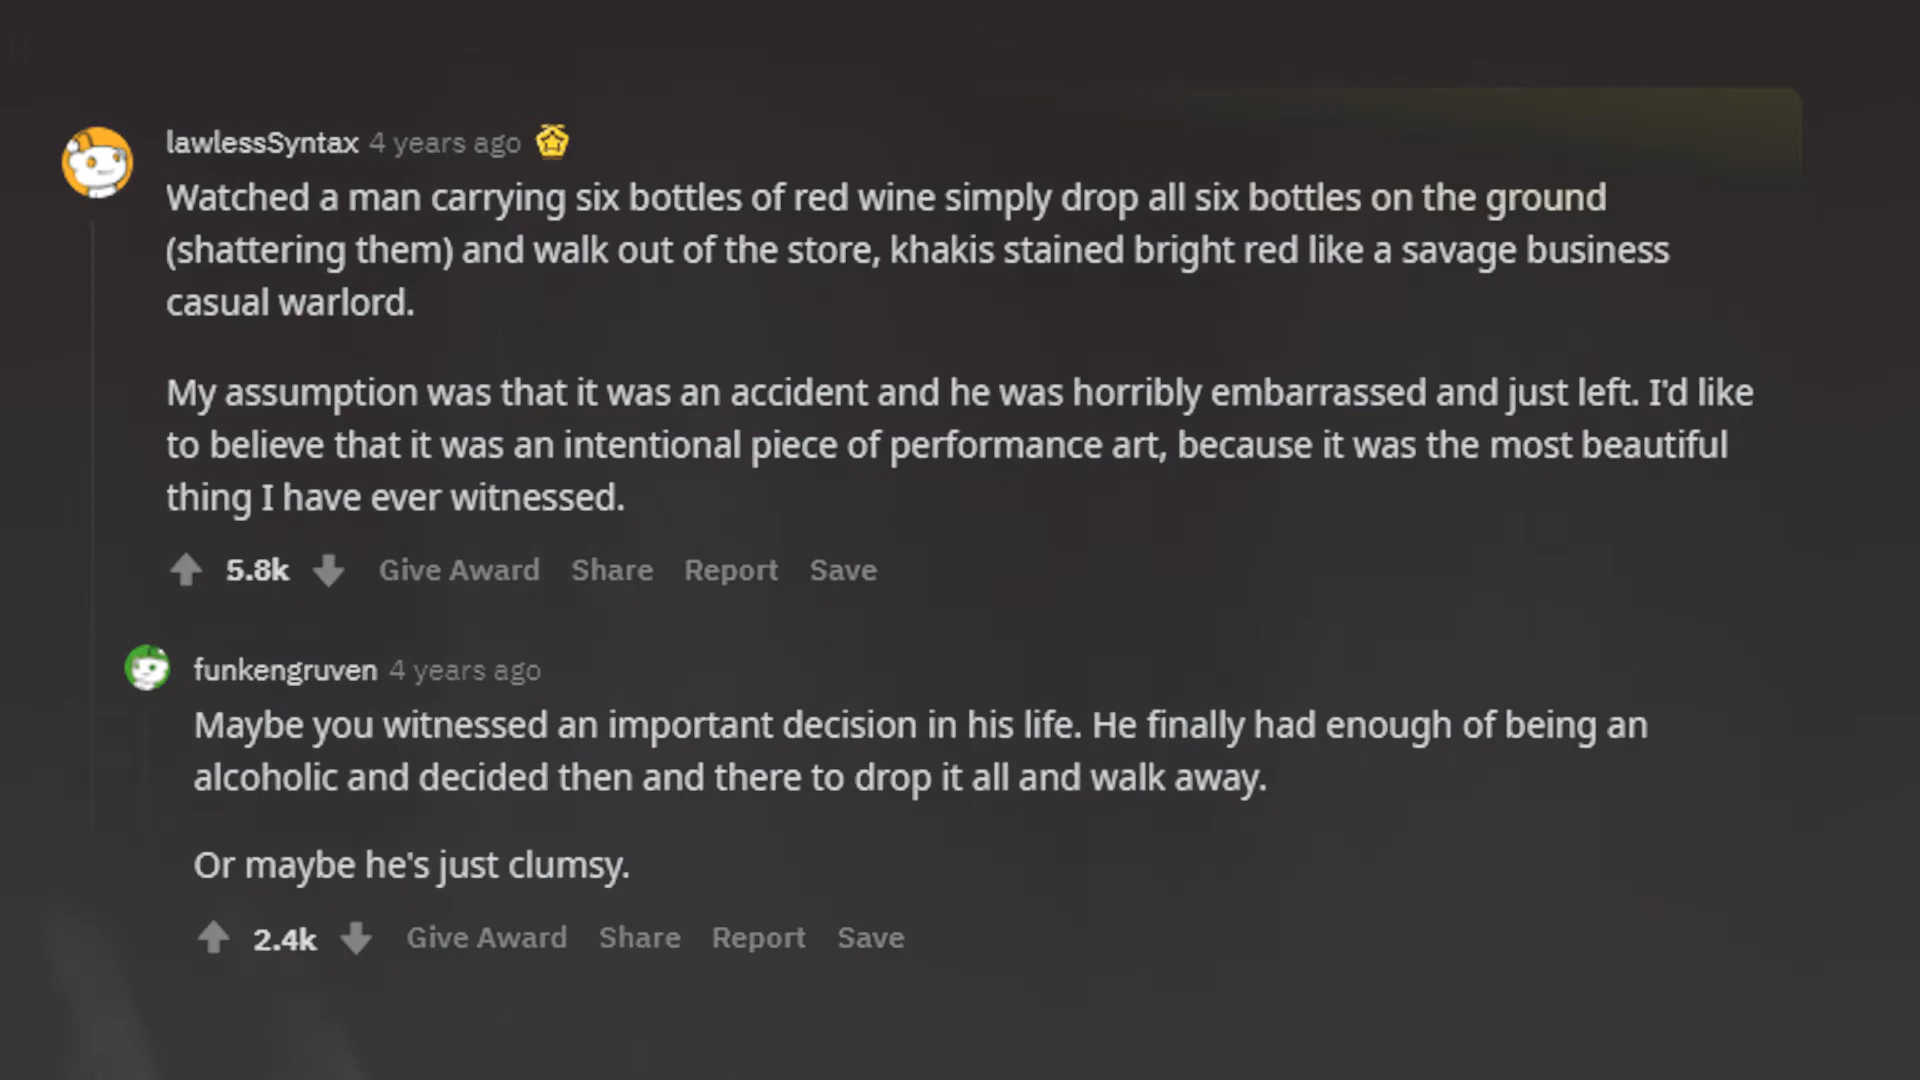 lawlessSyntax 4 years ago
Watched a man carrying six bottles of red wine simply drop all six bottles on the ground
(shattering them) and walk out of the store, khakis stained bright red like a savage business
casual warlord.
My assumption was that it was an accident and he was horribly embarrassed and just left. I'd like
to believe that it was an intentional piece of performance art, because it was the most beautiful
thing I have ever witnessed.
5.8k Give Award Share Report Save
funkengruven 4 years ago
Maybe you witnessed an important decision in his life. He finally had enough of being an
alcoholic and decided then and there to drop it all and walk away.
Or maybe he's just clumsy.
2.4k Give Award Share Report Save